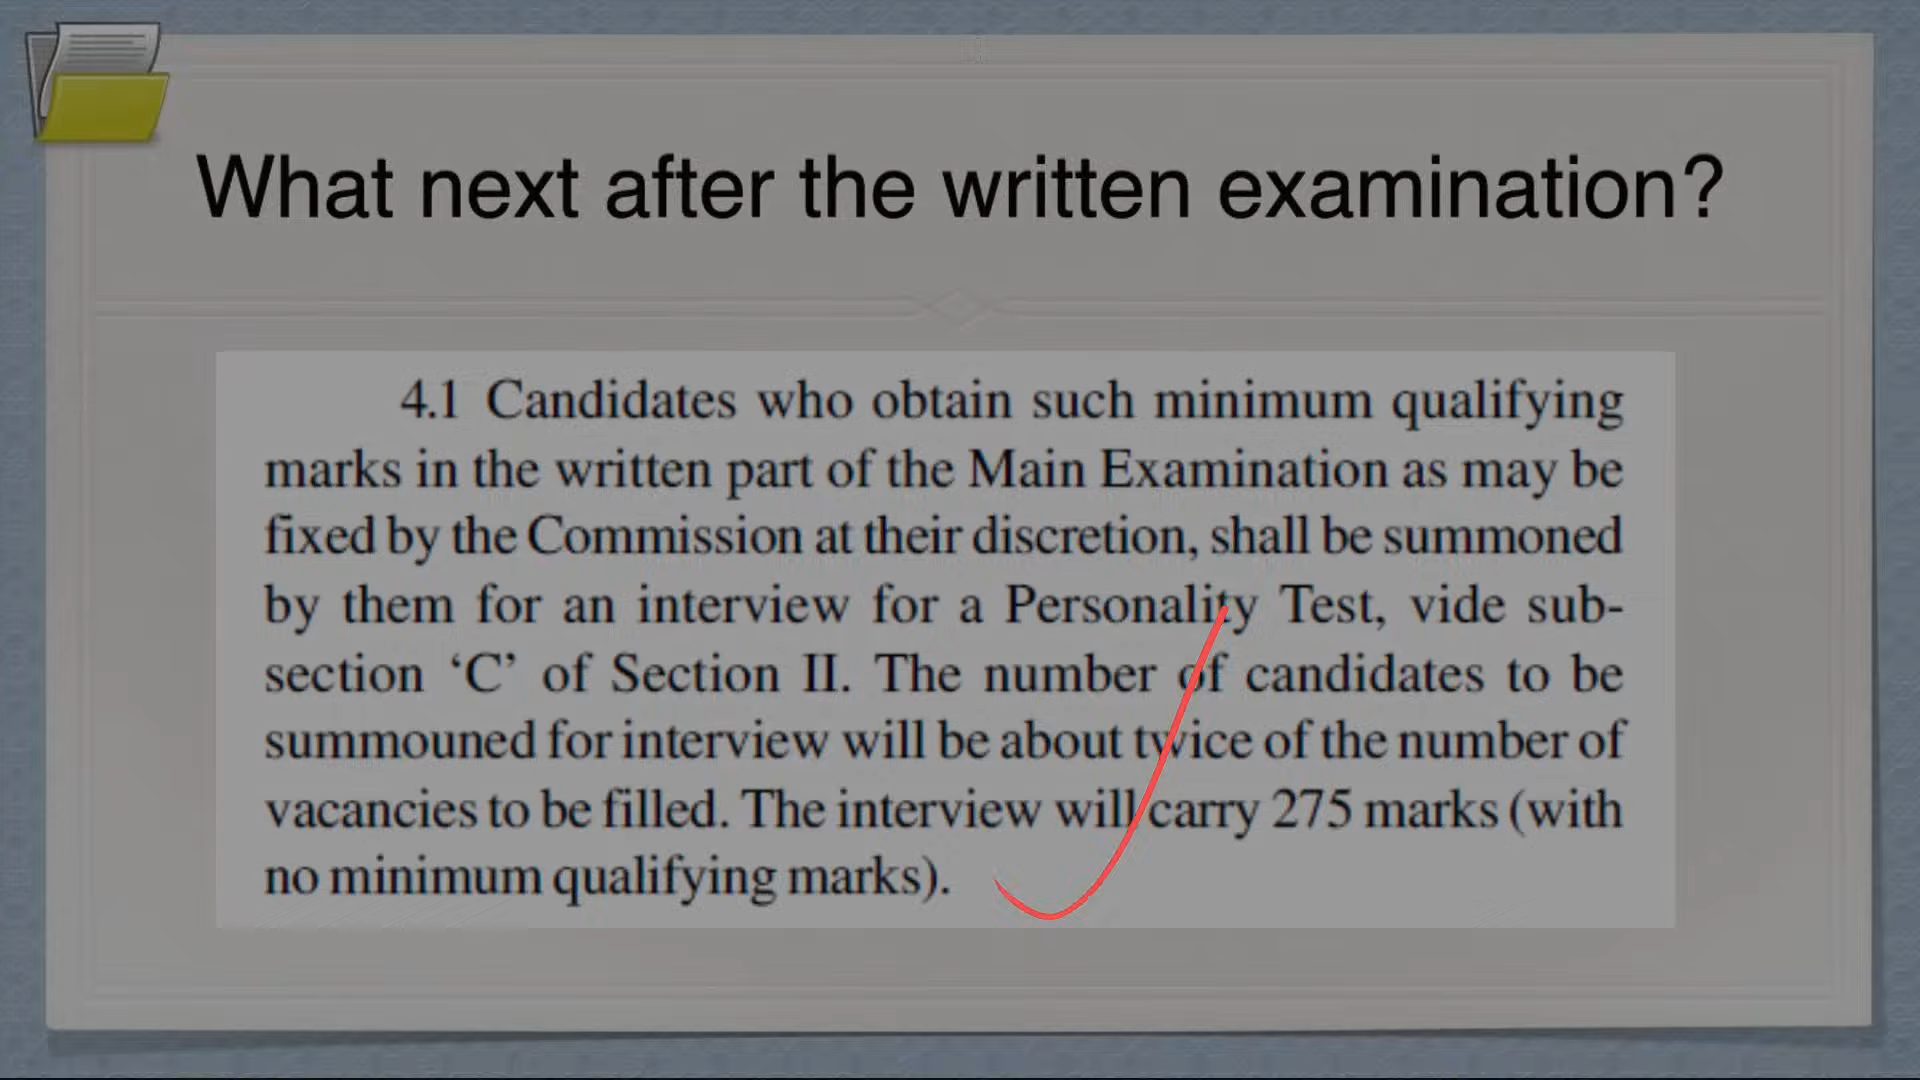 What next after the written examination?
4.1 Candidates who obtain such minimum qualifying
marks in the written part of the Main Examination as may be
fixed by the Commission at their discretion, shall be summoned
by them for an interview for a Personality Test, vide sub-
section ‘C’ of Section II. The number of candidates to be
summouned for interview will be about twice of the number of
vacancies to be filled. The interview will carry 275 marks (with
no minimum qualifying marks).